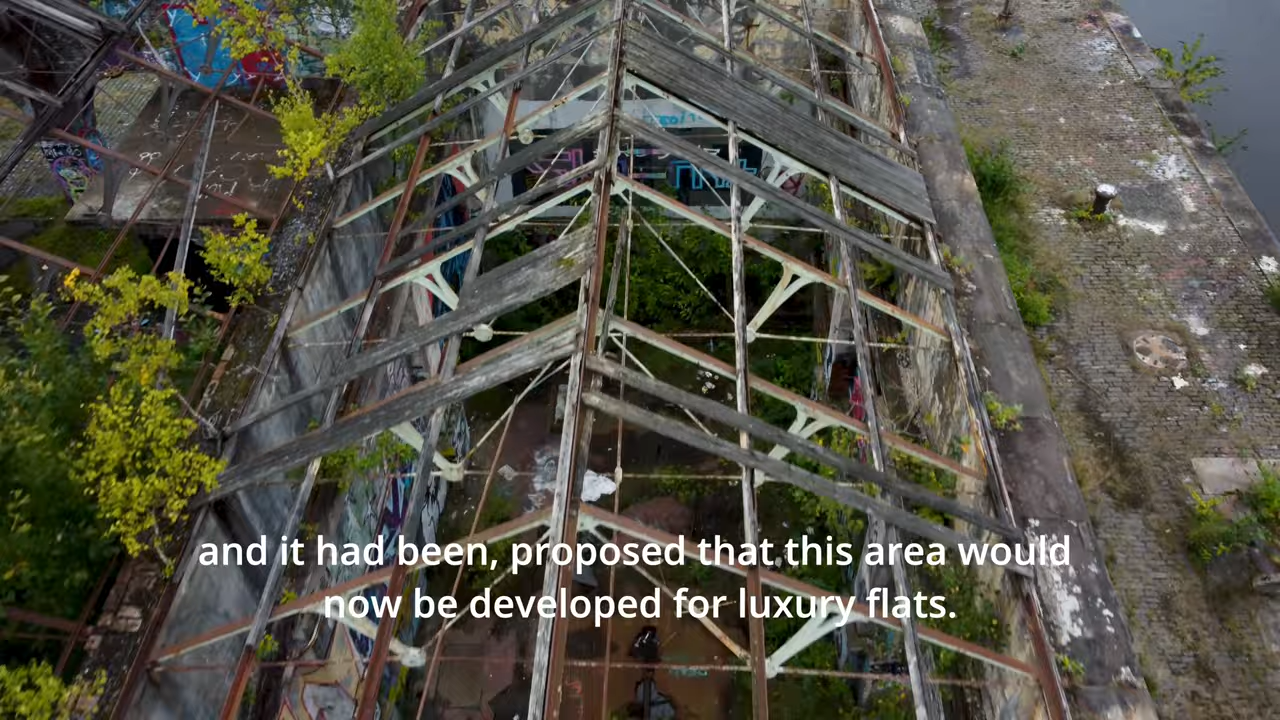 and it had been, proposed that this area would
now be developed for luxury flats.